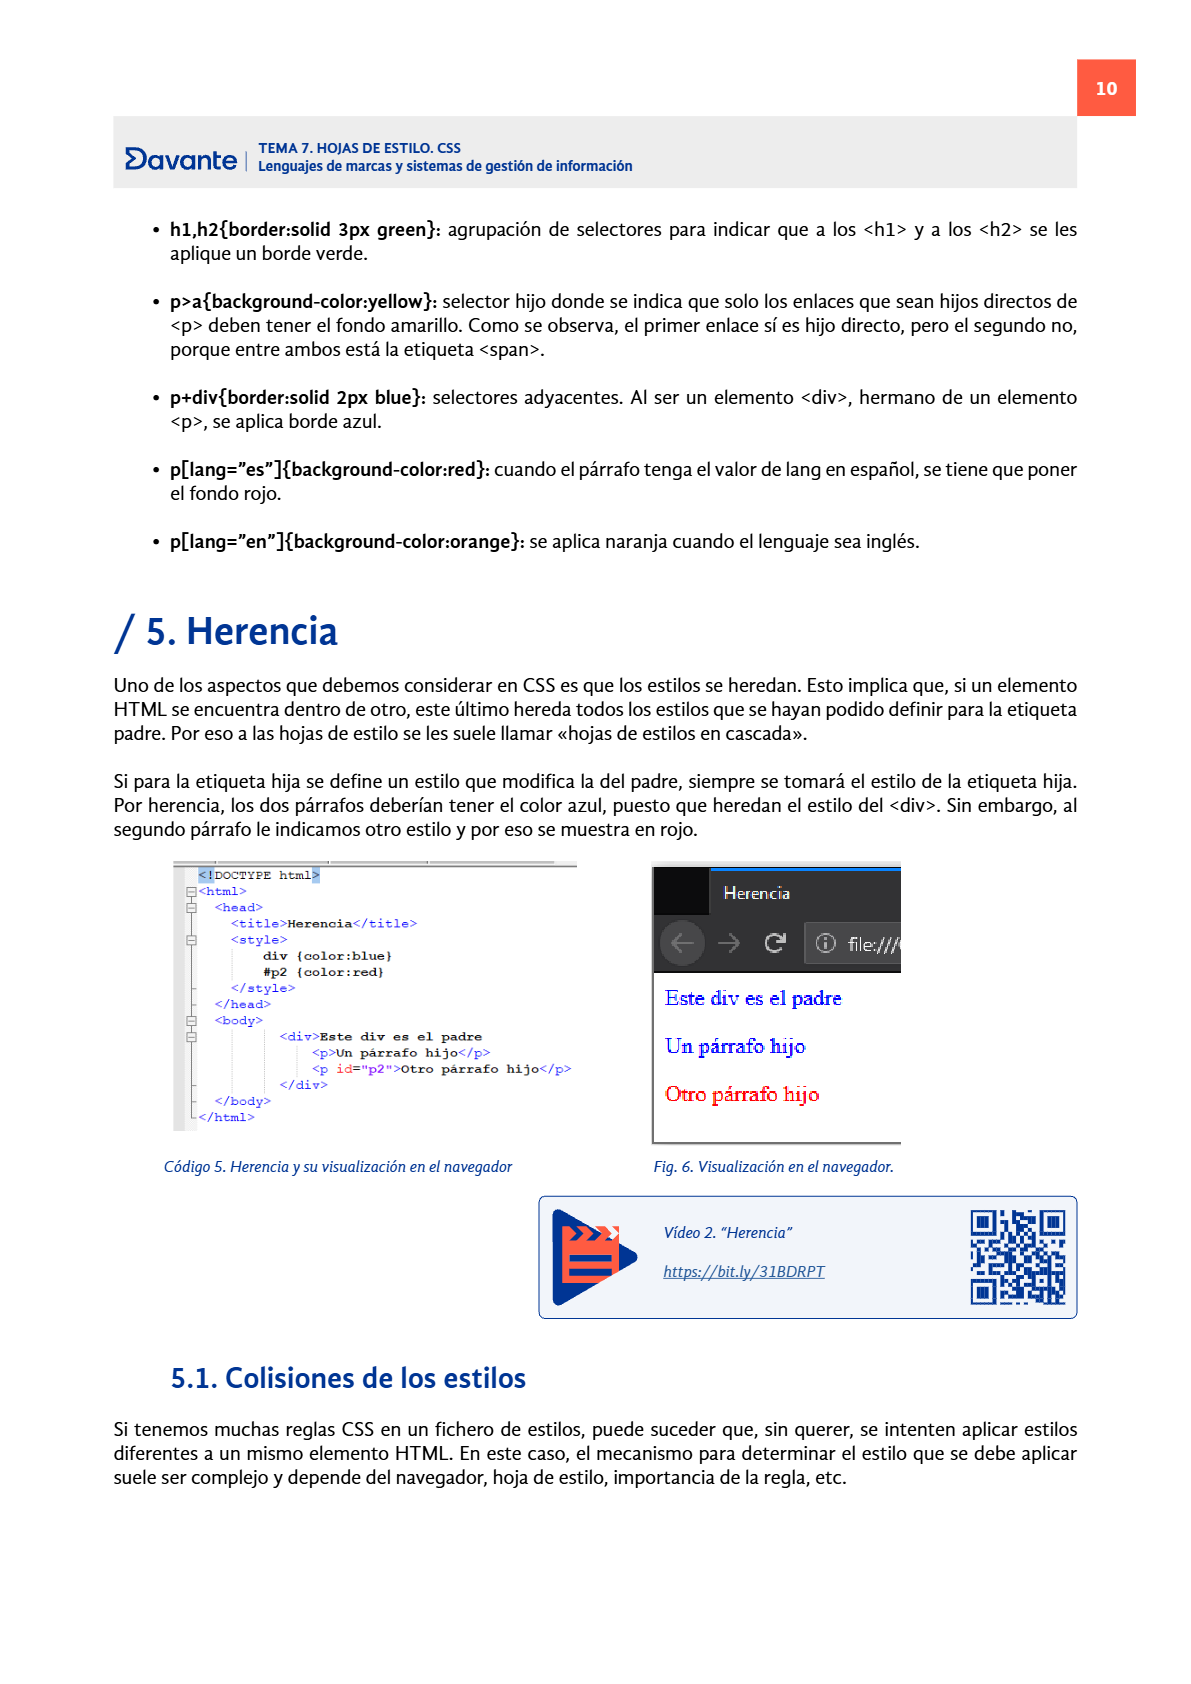 10
Davante
TEMA 7. HOJAS DE ESTILO. CSS
Lenguajes de marcas y sistemas de gestión de información
• h1,h2{border:solid 3px green}: agrupación de selectores para indicar que a los <h1> y a los <h2> se les
aplique un borde verde.
• p>a{background-color:yellow}: selector hijo donde se indica que solo los enlaces que sean hijos directos de
<p> deben tener el fondo amarillo. Como se observa, el primer enlace sí es hijo directo, pero el segundo no,
porque entre ambos está la etiqueta <span>.
• p+div{border:solid 2px blue}: selectores adyacentes. Al ser un elemento <div>, hermano de un elemento
<p>, se aplica borde azul.
• p[lang=”es”]{background-color:red}: cuando el párrafo tenga el valor de lang en español, se tiene que poner
el fondo rojo.
• p[lang=”en”]{background-color:orange}: se aplica naranja cuando el lenguaje sea inglés.
/ 5. Herencia
Uno de los aspectos que debemos considerar en CSS es que los estilos se heredan. Esto implica que, si un elemento
HTML se encuentra dentro de otro, este último hereda todos los estilos que se hayan podido definir para la etiqueta
padre. Por eso a las hojas de estilo se les suele llamar «hojas de estilos en cascada».
Si para la etiqueta hija se define un estilo que modifica la del padre, siempre se tomará el estilo de la etiqueta hija.
Por herencia, los dos párrafos deberían tener el color azul, puesto que heredan el estilo del <div>. Sin embargo, al
segundo párrafo le indicamos otro estilo y por eso se muestra en rojo.
<!DOCTYPE html>
<html>
<head>
<title>Herencia</title>
<style>
div {color:blue}
#p2 {color:red}
</style>
</head>
<body>
<div>Este div es el padre
<p>Un párrafo hijo</p>
<p id="p2">Otro párrafo hijo</p>
</div>
</body>
</html>
Herencia
file:///
Este div es el padre
Un párrafo hijo
Otro párrafo hijo
Código 5. Herencia y su visualización en el navegador
Fig. 6. Visualización en el navegador.
Vídeo 2. “Herencia”
https://bit.ly/31BDRPT
5.1. Colisiones de los estilos
Si tenemos muchas reglas CSS en un fichero de estilos, puede suceder que, sin querer, se intenten aplicar estilos
diferentes a un mismo elemento HTML. En este caso, el mecanismo para determinar el estilo que se debe aplicar
suele ser complejo y depende del navegador, hoja de estilo, importancia de la regla, etc.